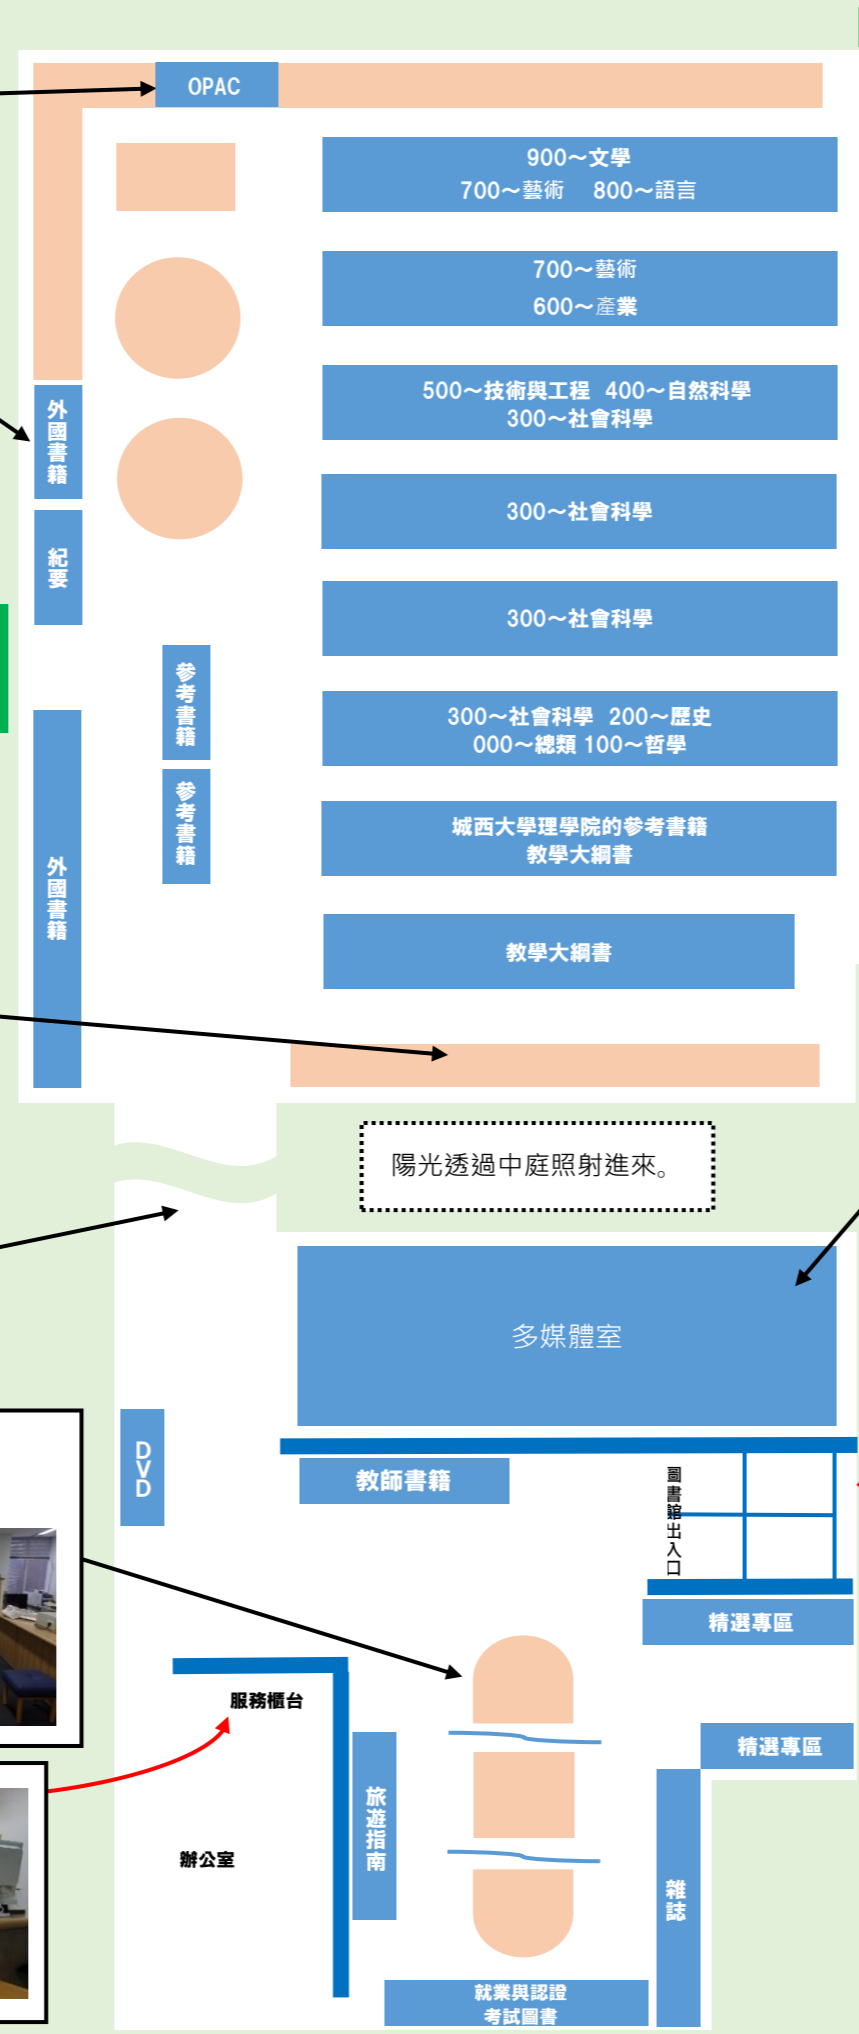 OPAC
900～文學
700～藝術 800～語言
700～藝術
600～產業
500～技術與工程 400～自然科學
300～社會科學
外國書籍
300～社會科學
紀要
300～社會科學
參考書籍
300～社會科學 200～歷史
000～總類 100～哲學
參考書籍
城西大學理學院的參考書籍
教學大綱書
外國書籍
教學大綱書
陽光透過中庭照射進來。
多媒體室
DVD
教師書籍
圖書館出入口
精選專區
服務櫃台
精選專區
旅遊指南
辦公室
雜誌
就業與認證
考試圖書